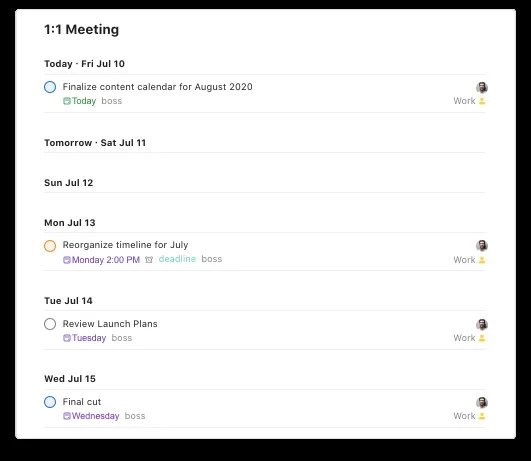 1:1 Meeting
Today · Fri Jul 10
Finalize content calendar for August 2020
Today boss Work
Tomorrow · Sat Jul 11
Sun Jul 12
Mon Jul 13
Reorganize timeline for July
Monday 2:00 PM deadline boss Work
Tue Jul 14
Review Launch Plans
Tuesday boss Work
Wed Jul 15
Final cut
Wednesday boss Work